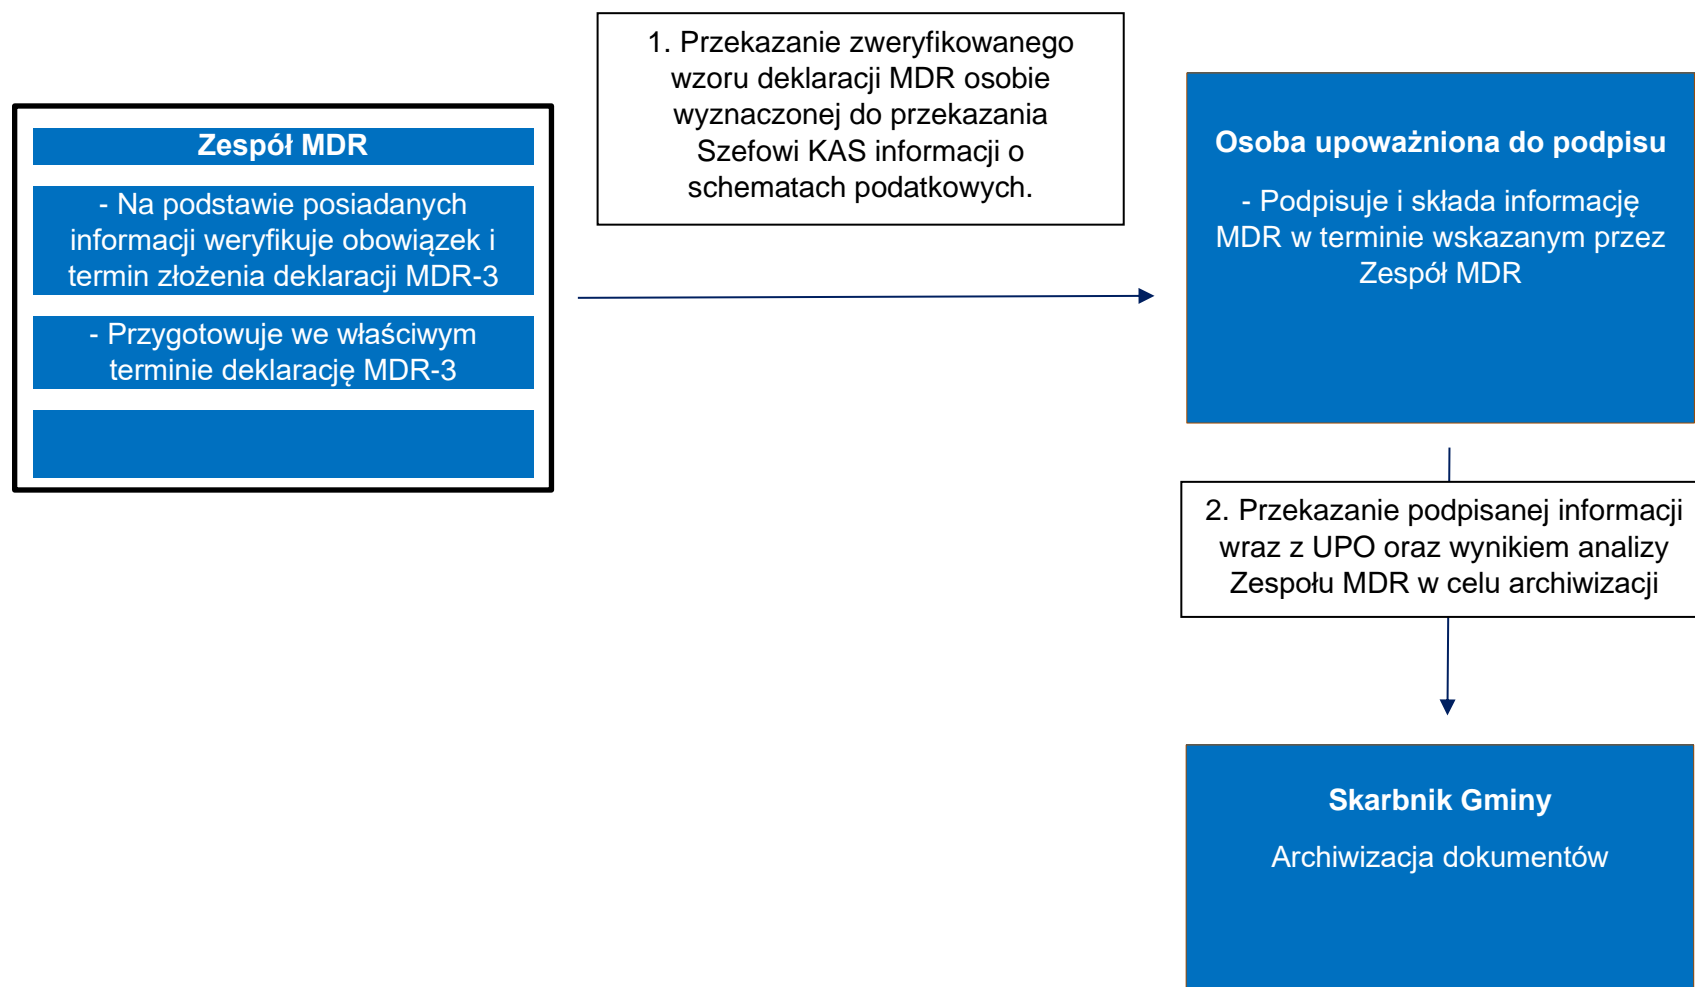 Zespół MDR
- Na podstawie posiadanych
informacji weryfikuje obowiązek i
termin złożenia deklaracji MDR-3
- Przygotowuje we właściwym
terminie deklarację MDR-3
1. Przekazanie zweryfikowanego
wzoru deklaracji MDR osobie
wyznaczonej do przekazania
Szefowi KAS informacji o
schematach podatkowych.
Osoba upoważniona do podpisu
- Podpisuje i składa informację
MDR w terminie wskazanym przez
Zespół MDR
2. Przekazanie podpisanej informacji
wraz z UPO oraz wynikiem analizy
Zespołu MDR w celu archiwizacji
Skarbnik Gminy
Archiwizacja dokumentów